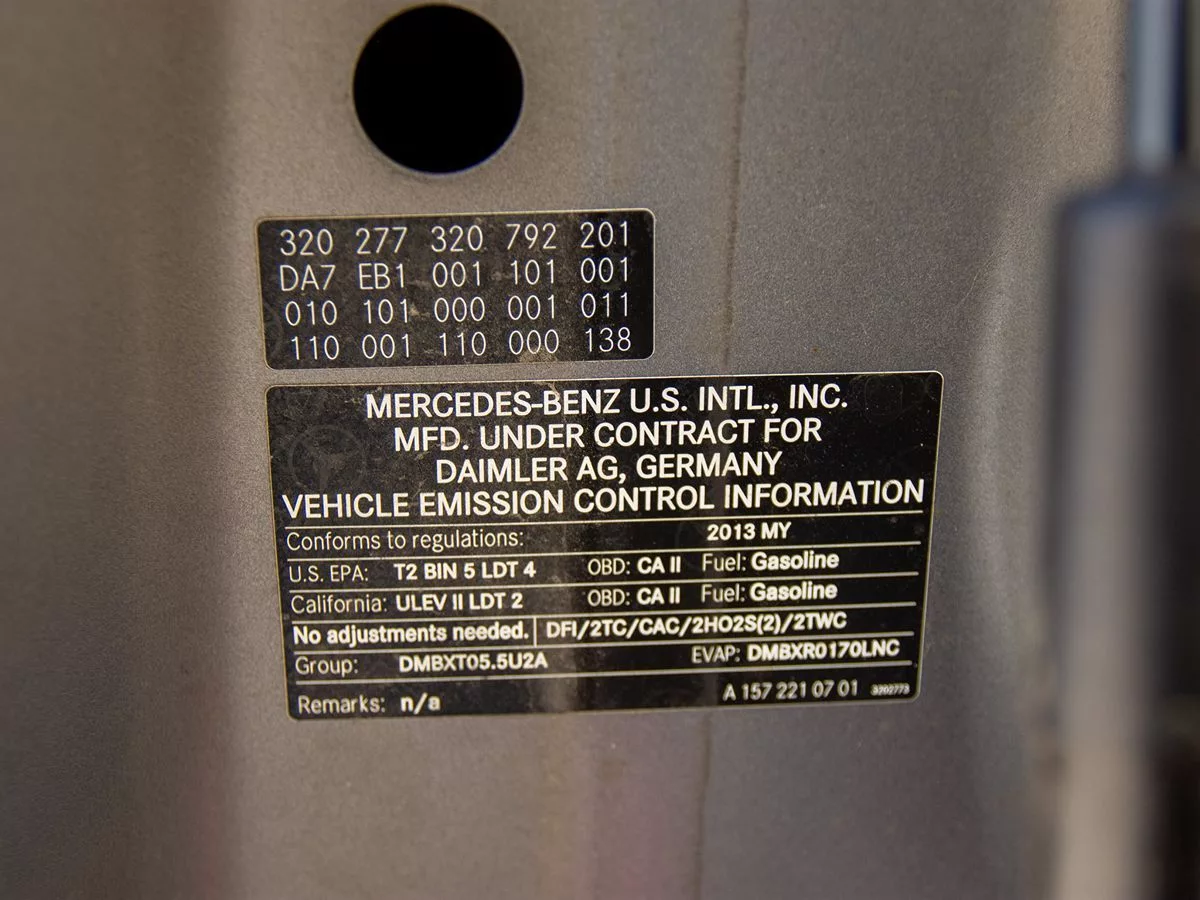 320 277 320 792 201
DA7 EB1 001 101 001
010 101 000 001 011
110 001 110 000 138
MERCEDES-BENZ U.S. INTL., INC.
MFD. UNDER CONTRACT FOR
DAIMLER AG, GERMANY
VEHICLE EMISSION CONTROL INFORMATION
Conforms to regulations: 2013 MY
U.S. EPA: T2 BIN 5 LDT 4 OBD: CA II Fuel: Gasoline
California: ULEV II LDT 2 OBD: CA II Fuel: Gasoline
No adjustments needed. DFI/2TC/CAC/2HO2S(2)/2TWC
Group: DMBXT05.5U2A EVAP: DMBXR0170LNC
Remarks: n/a A 157 221 07 01